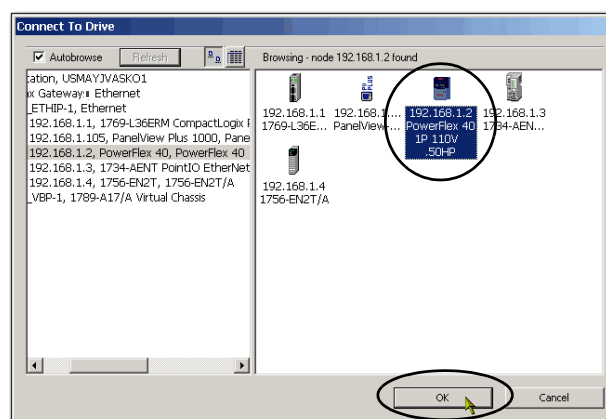 Connect To Drive
Autobrowse
Refresh
Browsing - node 192.168.1.2 found
tation, USMAYJVASKO1
x Gateways, Ethernet
_ETHIP-1, Ethernet
192.168.1.1, 1769-L36ERM CompactLogix
192.168.1.105, PanelView Plus 1000, Pane
192.168.1.2, PowerFlex 40, PowerFlex 40
192.168.1.3, 1734-AENT PointIO EtherNet
192.168.1.4, 1756-EN2T, 1756-EN2T/A
_VBP-1, 1789-A17/A Virtual Chassis
PV PLUS
192.168.1.1 192.168.1.... 192.168.1.2 192.168.1.3
1769-L36E... PanelView-... PowerFlex 40 1734-AEN...
1P 110V
.50HP
192.168.1.4
1756-EN2T/A
OK
Cancel